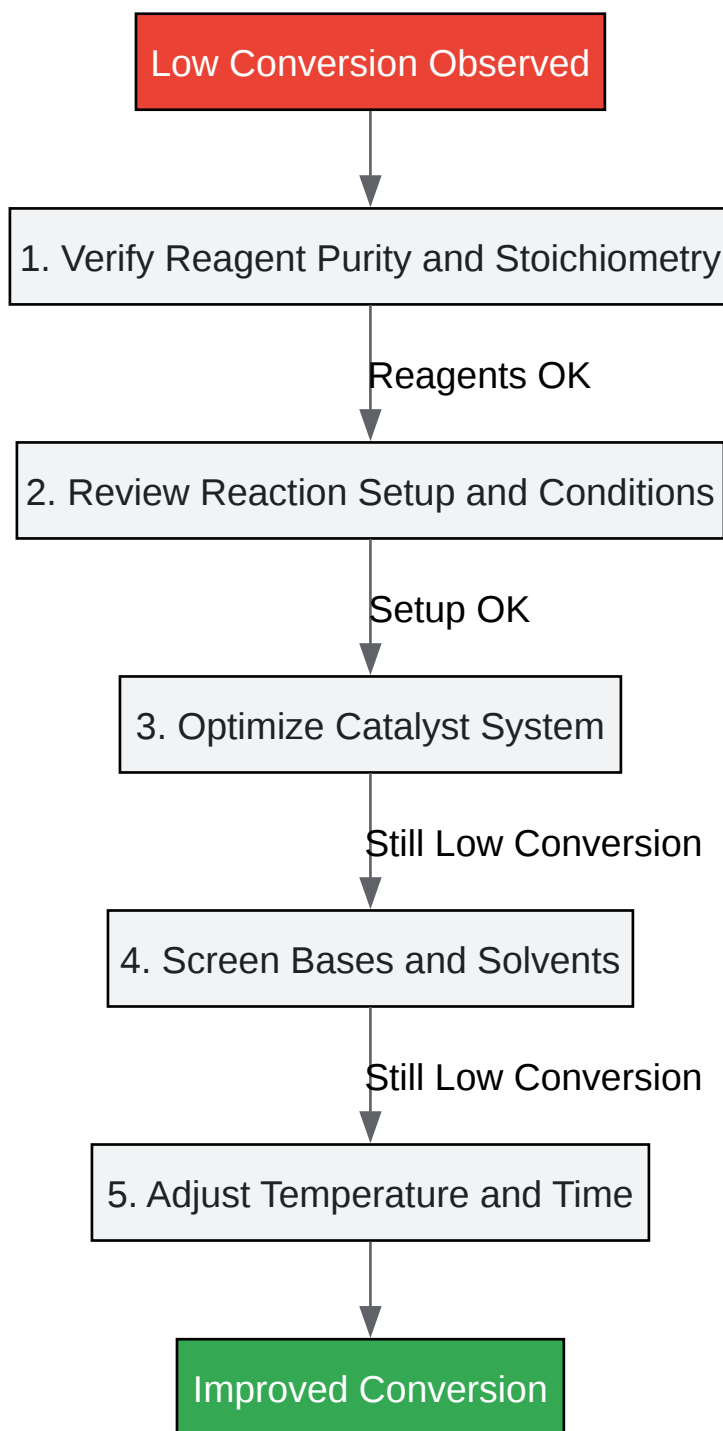 Low Conversion Observed
1. Verify Reagent Purity and Stoichiometry
Reagents OK
2. Review Reaction Setup and Conditions
Setup OK
3. Optimize Catalyst System
Still Low Conversion
4. Screen Bases and Solvents
Still Low Conversion
5. Adjust Temperature and Time
Improved Conversion